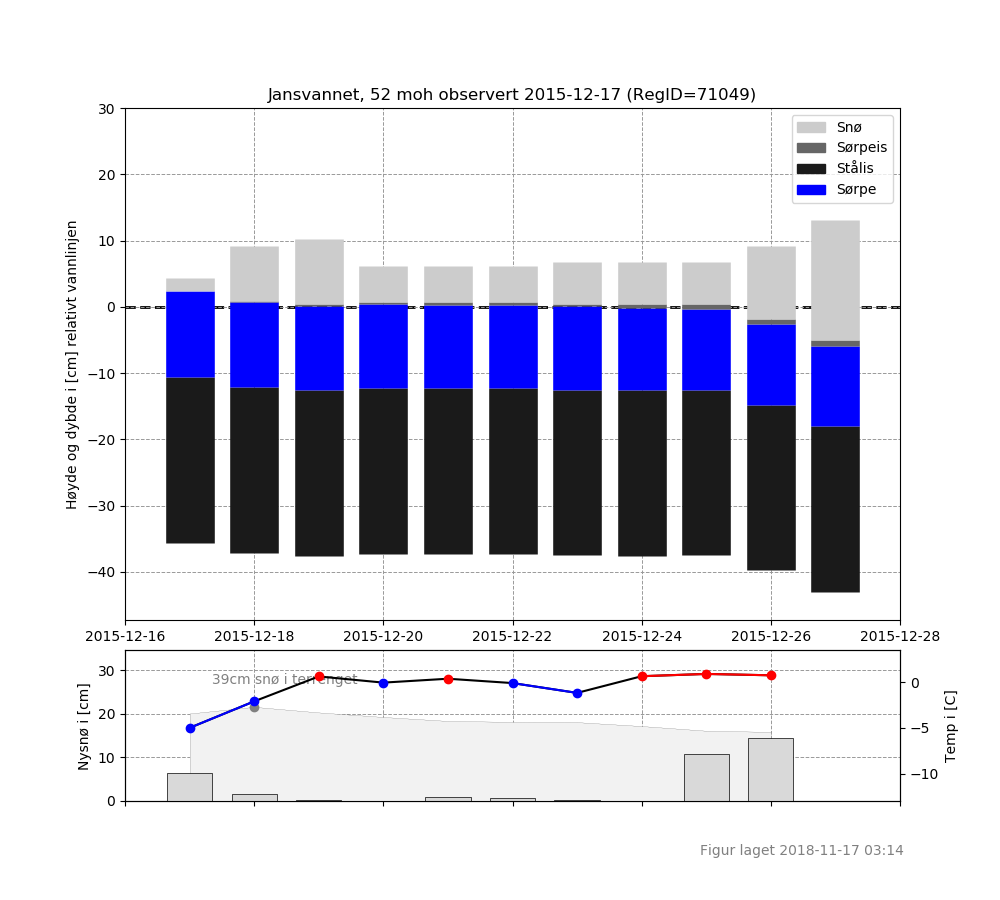 Jansvannet, 52 moh observert 2015-12-17 (RegID=71049)
Høyde og dybde i [cm] relativt vannlinjen
30
20
10
0
−10
−20
−30
−40
Snø
Sørpeis
Stålis
Sørpe
2015-12-16 2015-12-18 2015-12-20 2015-12-22 2015-12-24 2015-12-26 2015-12-28
Nysnø i [cm]
30
20
10
0
39cm snø i terrenget
0
−5
−10
Temp i [C]
Figur laget 2018-11-17 03:14